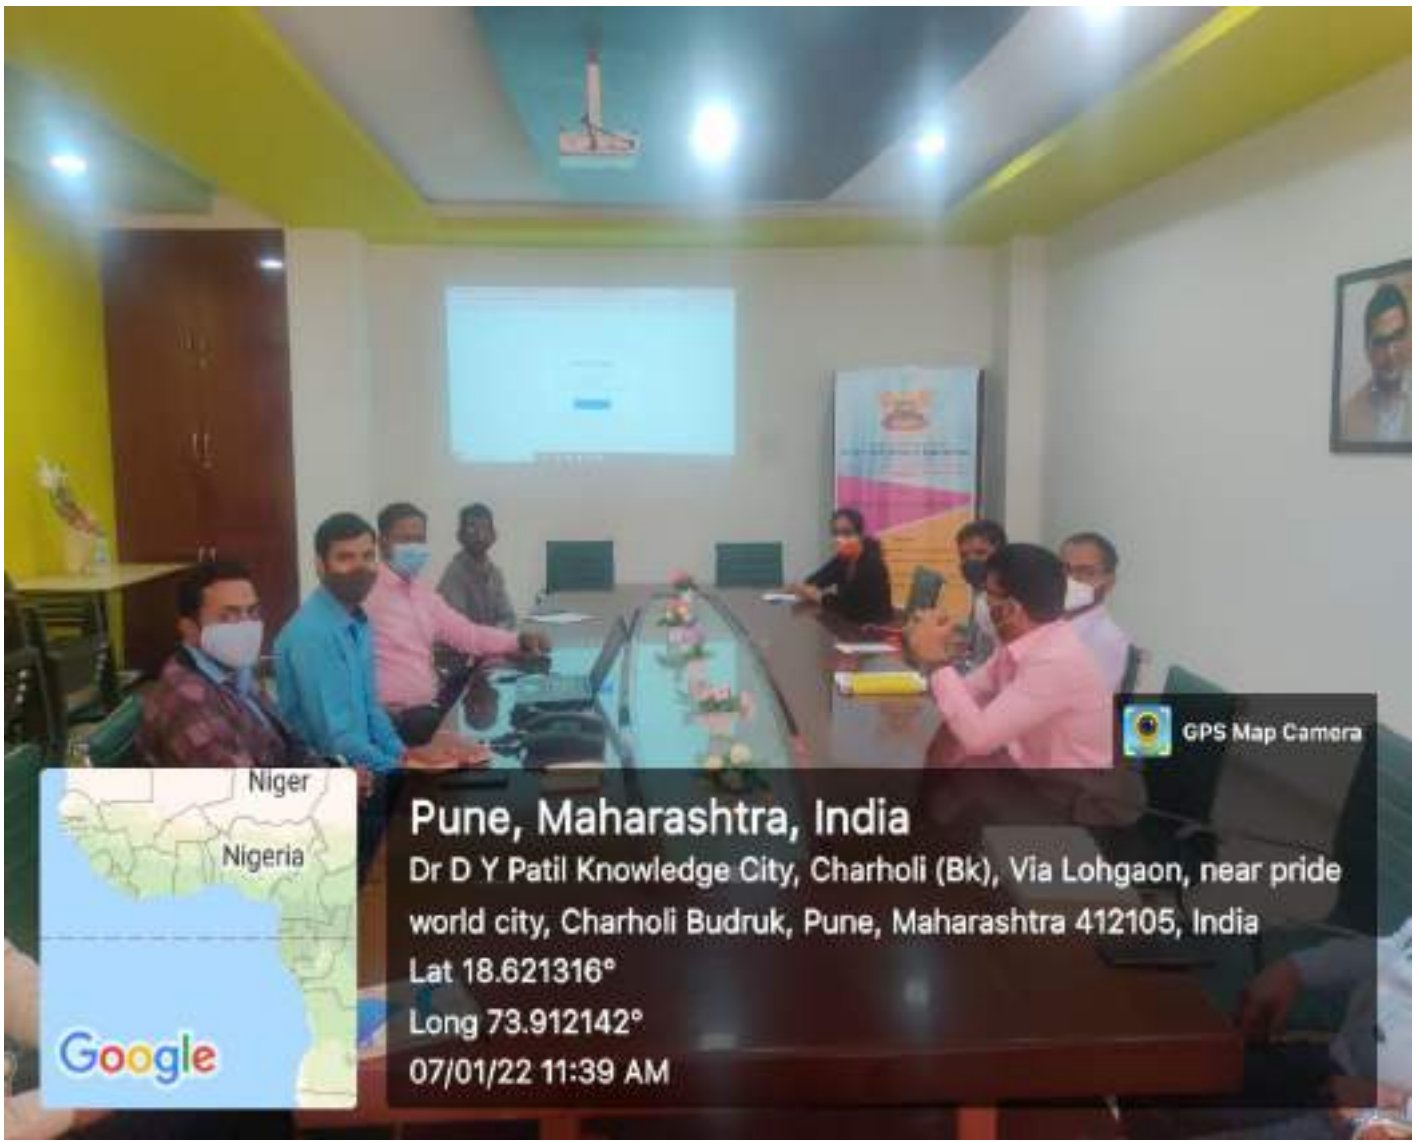 GPS Map Camera
Niger
Nigeria
Google
Pune, Maharashtra, India
Dr D Y Patil Knowledge City, Charholi (Bk), Via Lohgaon, near pride
world city, Charholi Budruk, Pune, Maharashtra 412105, India
Lat 18.621316°
Long 73.912142°
07/01/22 11:39 AM